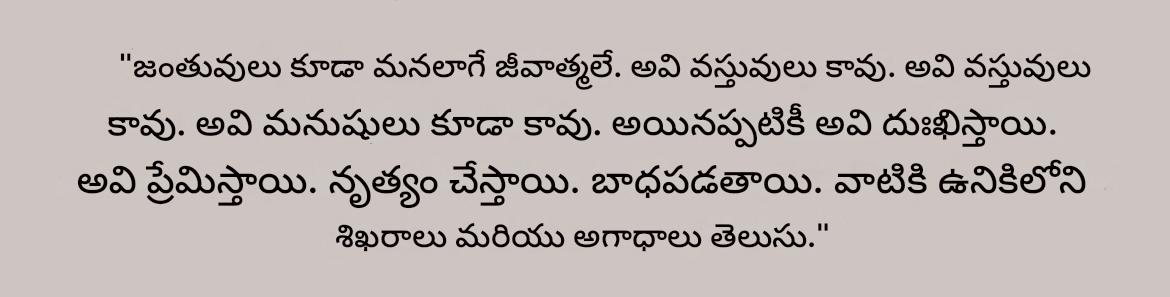 "జంతువులు కూడా మనలాగే జీవాత్మలే. అవి వస్తువులు కావు. అవి వస్తువులు
కావు. అవి మనుషులు కూడా కావు. అయినప్పటికీ అవి దుఃఖిస్తాయి.
అవి ప్రేమిస్తాయి. నృత్యం చేస్తాయి. బాధపడతాయి. వాటికి ఉనికిలోని
శిఖరాలు మరియు అగాధాలు తెలుసు."